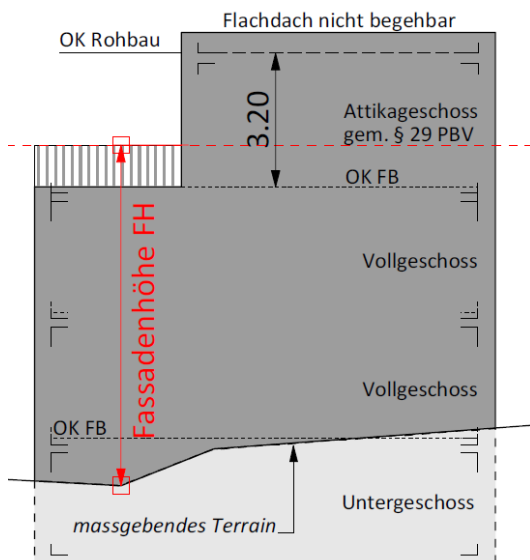 Flachdach nicht begehbar
OK Rohbau
3.20
Attikageschoss
gem. § 29 PBV
OK FB
Fassadenhöhe FH
Vollgeschoss
Vollgeschoss
OK FB
Untergeschoss
massgebendes Terrain